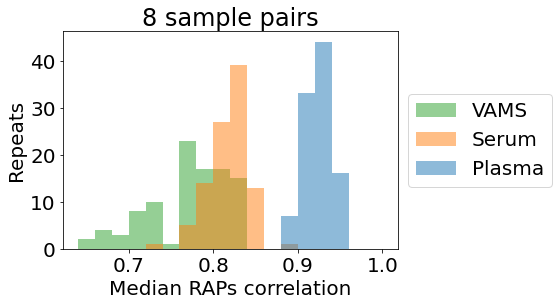 8 sample pairs
Repeats
40
30
20
10
0
0.7 0.8 0.9 1.0
Median RAPs correlation
VAMS
Serum
Plasma